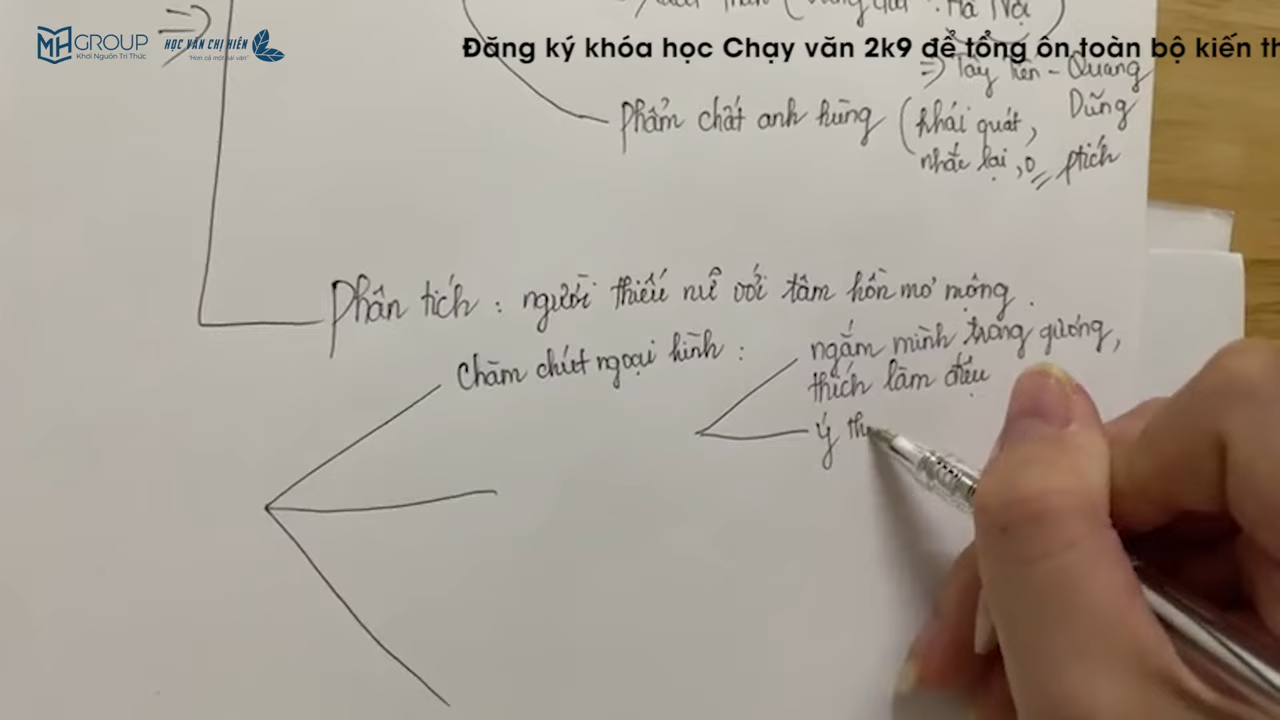 MH GROUP
Khơi Nguồn Tri Thức
HỌC VĂN CHỊ HIÊN
Đăng ký khóa học Chạy văn 2k9 để tổng ôn toàn bộ kiến th
: Hà Nội )
=> Tây Tiến - Quang Dũng
phẩm chất anh hùng (khái quát,
nhắc lại, ptích
Phân tích : người thiếu nữ với tâm hồn mơ mộng.
Chăm chút ngoại hình :
ngắm mình trong gương,
thích làm điệu
ý th